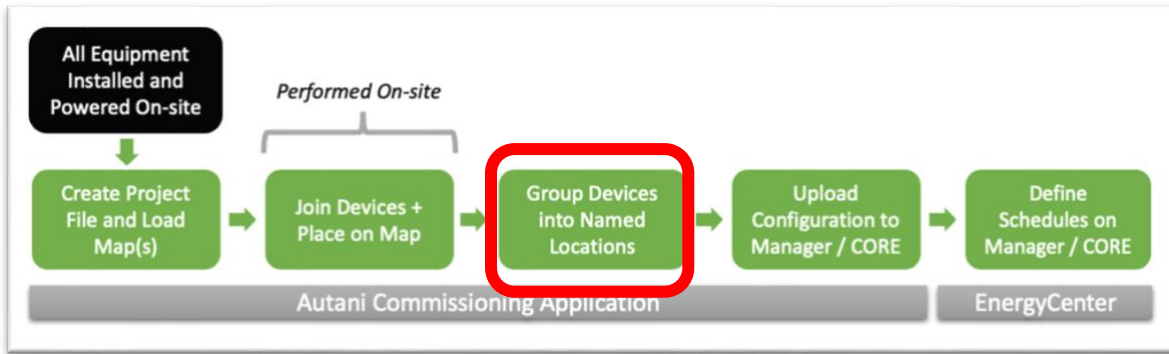 All Equipment
Installed and
Powered On-site
Performed On-site
Create Project
File and Load
Map(s)
Join Devices +
Place on Map
Group Devices
into Named
Locations
Upload
Configuration to
Manager / CORE
Define
Schedules on
Manager / CORE
Autani Commissioning Application
EnergyCenter